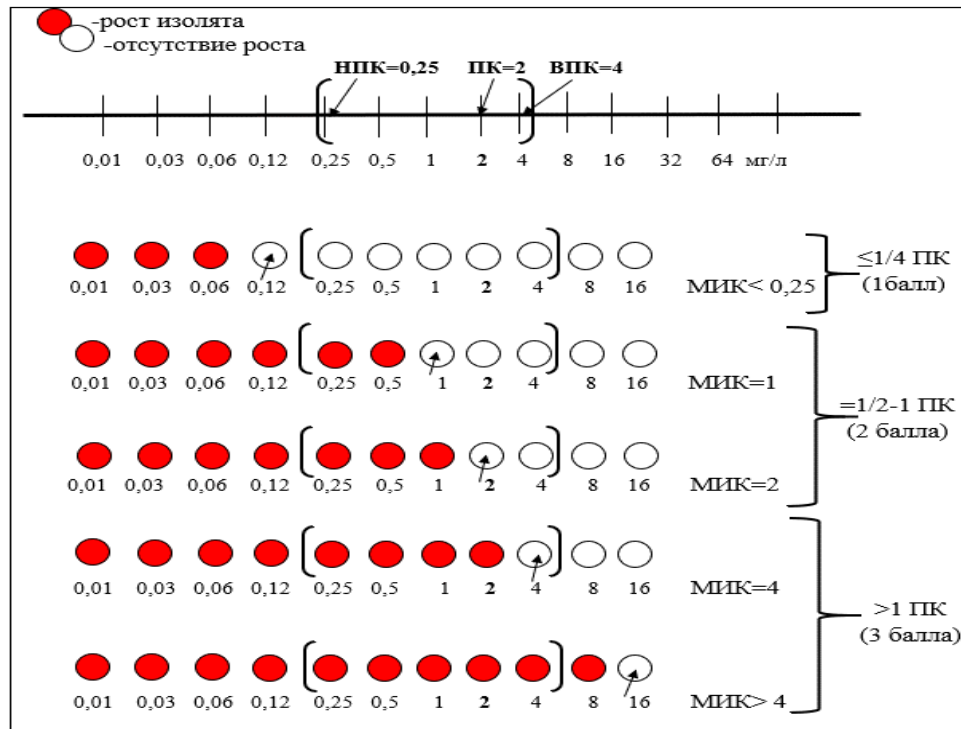 -рост изолята
-отсутствие роста
НПК=0,25 ПК=2 ВПК=4
0,01 0,03 0,06 0,12 0,25 0,5 1 2 4 8 16 32 64 мг/л
0,01 0,03 0,06 0,12 0,25 0,5 1 2 4 8 16 МИК< 0,25
≤1/4 ПК
(1балл)
0,01 0,03 0,06 0,12 0,25 0,5 1 2 4 8 16 МИК=1
=1/2-1 ПК
(2 балла)
0,01 0,03 0,06 0,12 0,25 0,5 1 2 4 8 16 МИК=2
0,01 0,03 0,06 0,12 0,25 0,5 1 2 4 8 16 МИК=4
>1 ПК
(3 балла)
0,01 0,03 0,06 0,12 0,25 0,5 1 2 4 8 16 МИК> 4